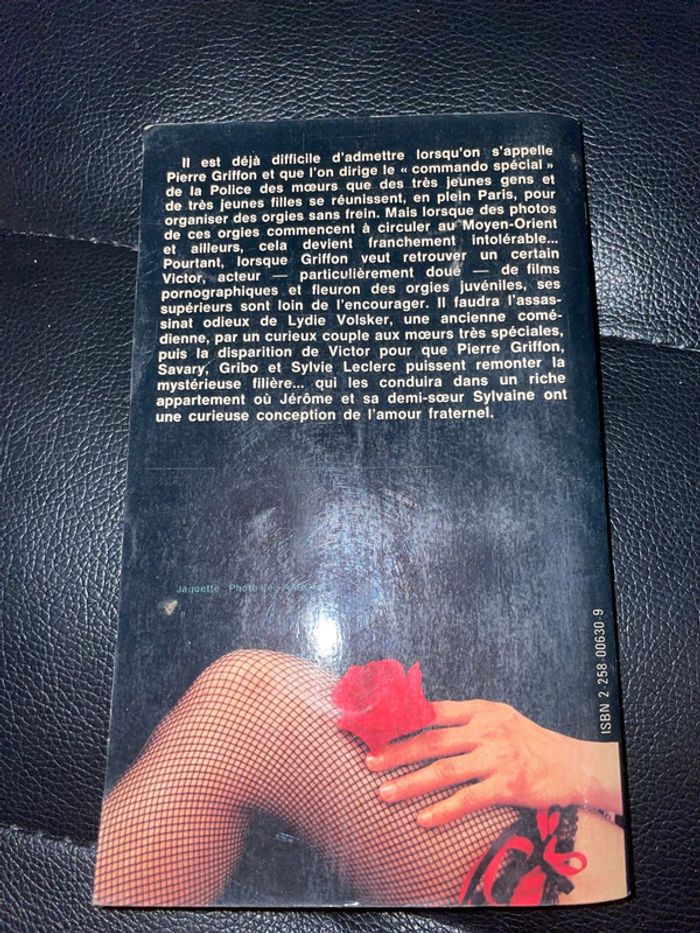 Il est déjà difficile d'admettre lorsqu'on s'appelle
Pierre Griffon et que l'on dirige le « commando spécial »
de la Police des mœurs que des très jeunes gens et
de très jeunes filles se réunissent, en plein Paris, pour
organiser des orgies sans frein. Mais lorsque des photos
de ces orgies commencent à circuler au Moyen-Orient
et ailleurs, cela devient franchement intolérable...
Pourtant, lorsque Griffon veut retrouver un certain
Victor, acteur — particulièrement doué — de films
pornographiques et fleuron des orgies juvéniles, ses
supérieurs sont loin de l'encourager. Il faudra l'assas-
sinat odieux de Lydie Volsker, une ancienne comé-
dienne, par un curieux couple aux mœurs très spéciales,
puis la disparition de Victor pour que Pierre Griffon,
Savary, Gribo et Sylvie Leclerc puissent remonter la
mystérieuse filière... qui les conduira dans un riche
appartement où Jérôme et sa demi-sœur Sylvaine ont
une curieuse conception de l'amour fraternel.
Jaquette Photo
ISBN 2 258 00630 9